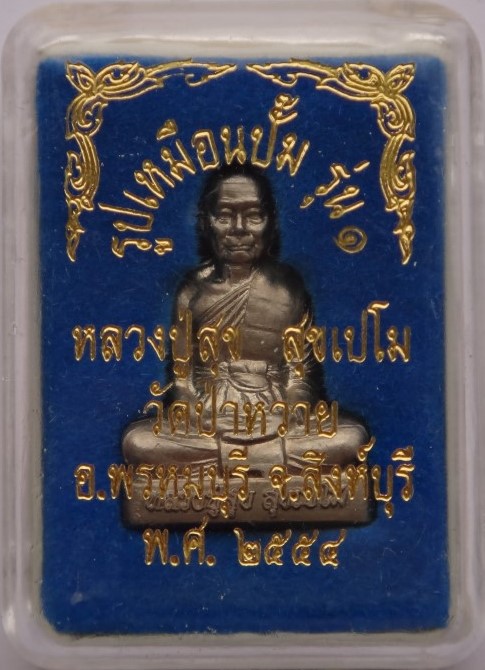 รูปเหมือนปั๊ม รุ่น ๑
หลวงปู่สุข สุขเปโม
วัดป่าหวาย
อ.พรหมบุรี จ.สิงห์บุรี
พ.ศ. ๒๕๕๔